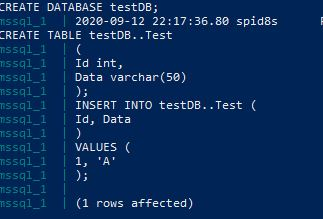 CREATE DATABASE testDB;
mssql_1 | 2020-09-12 22:17:36.80 spid8s
CREATE TABLE testDB..Test
mssql_1 | (
mssql_1 | Id int,
mssql_1 | Data varchar(50)
mssql_1 | );
mssql_1 | INSERT INTO testDB..Test (
mssql_1 | Id, Data
mssql_1 | )
mssql_1 | VALUES (
mssql_1 | 1, 'A'
mssql_1 | );
mssql_1 |
mssql_1 | (1 rows affected)